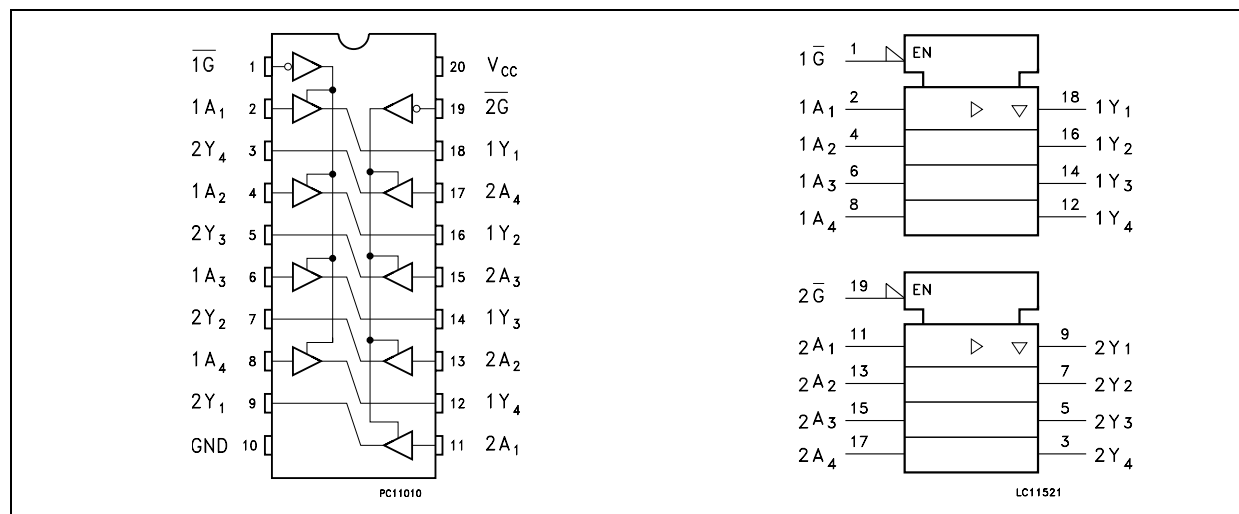 1G̅ 1 20 VCC
1A1 2 19 2G̅
2Y4 3 18 1Y1
1A2 4 17 2A4
2Y3 5 16 1Y2
1A3 6 15 2A3
2Y2 7 14 1Y3
1A4 8 13 2A2
2Y1 9 12 1Y4
GND 10 11 2A1
PC11010
1G̅ 1 EN
1A1 2 18 1Y1
1A2 4 16 1Y2
1A3 6 14 1Y3
1A4 8 12 1Y4
2G̅ 19 EN
2A1 11 9 2Y1
2A2 13 7 2Y2
2A3 15 5 2Y3
2A4 17 3 2Y4
LC11521